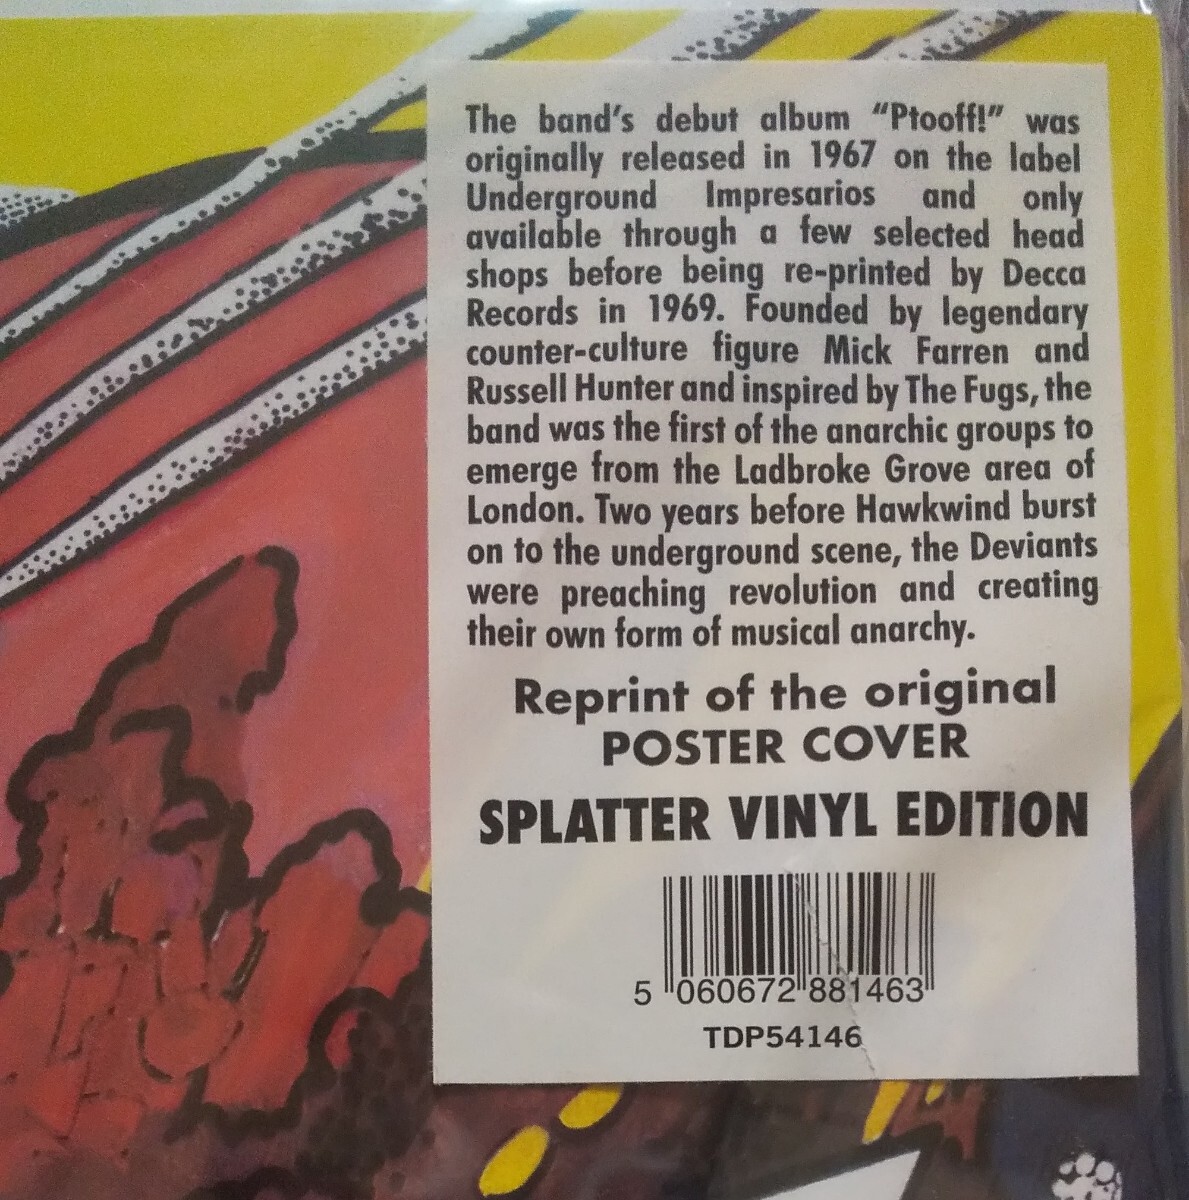 The band's debut album “Ptooff!” was
originally released in 1967 on the label
Underground Impresarios and only
available through a few selected head
shops before being re-printed by Decca
Records in 1969. Founded by legendary
counter-culture figure Mick Farren and
Russell Hunter and inspired by The Fugs, the
band was the first of the anarchic groups to
emerge from the Ladbroke Grove area of
London. Two years before Hawkwind burst
on to the underground scene, the Deviants
were preaching revolution and creating
their own form of musical anarchy.
Reprint of the original
POSTER COVER
SPLATTER VINYL EDITION
5 060672 881463
TDP54146